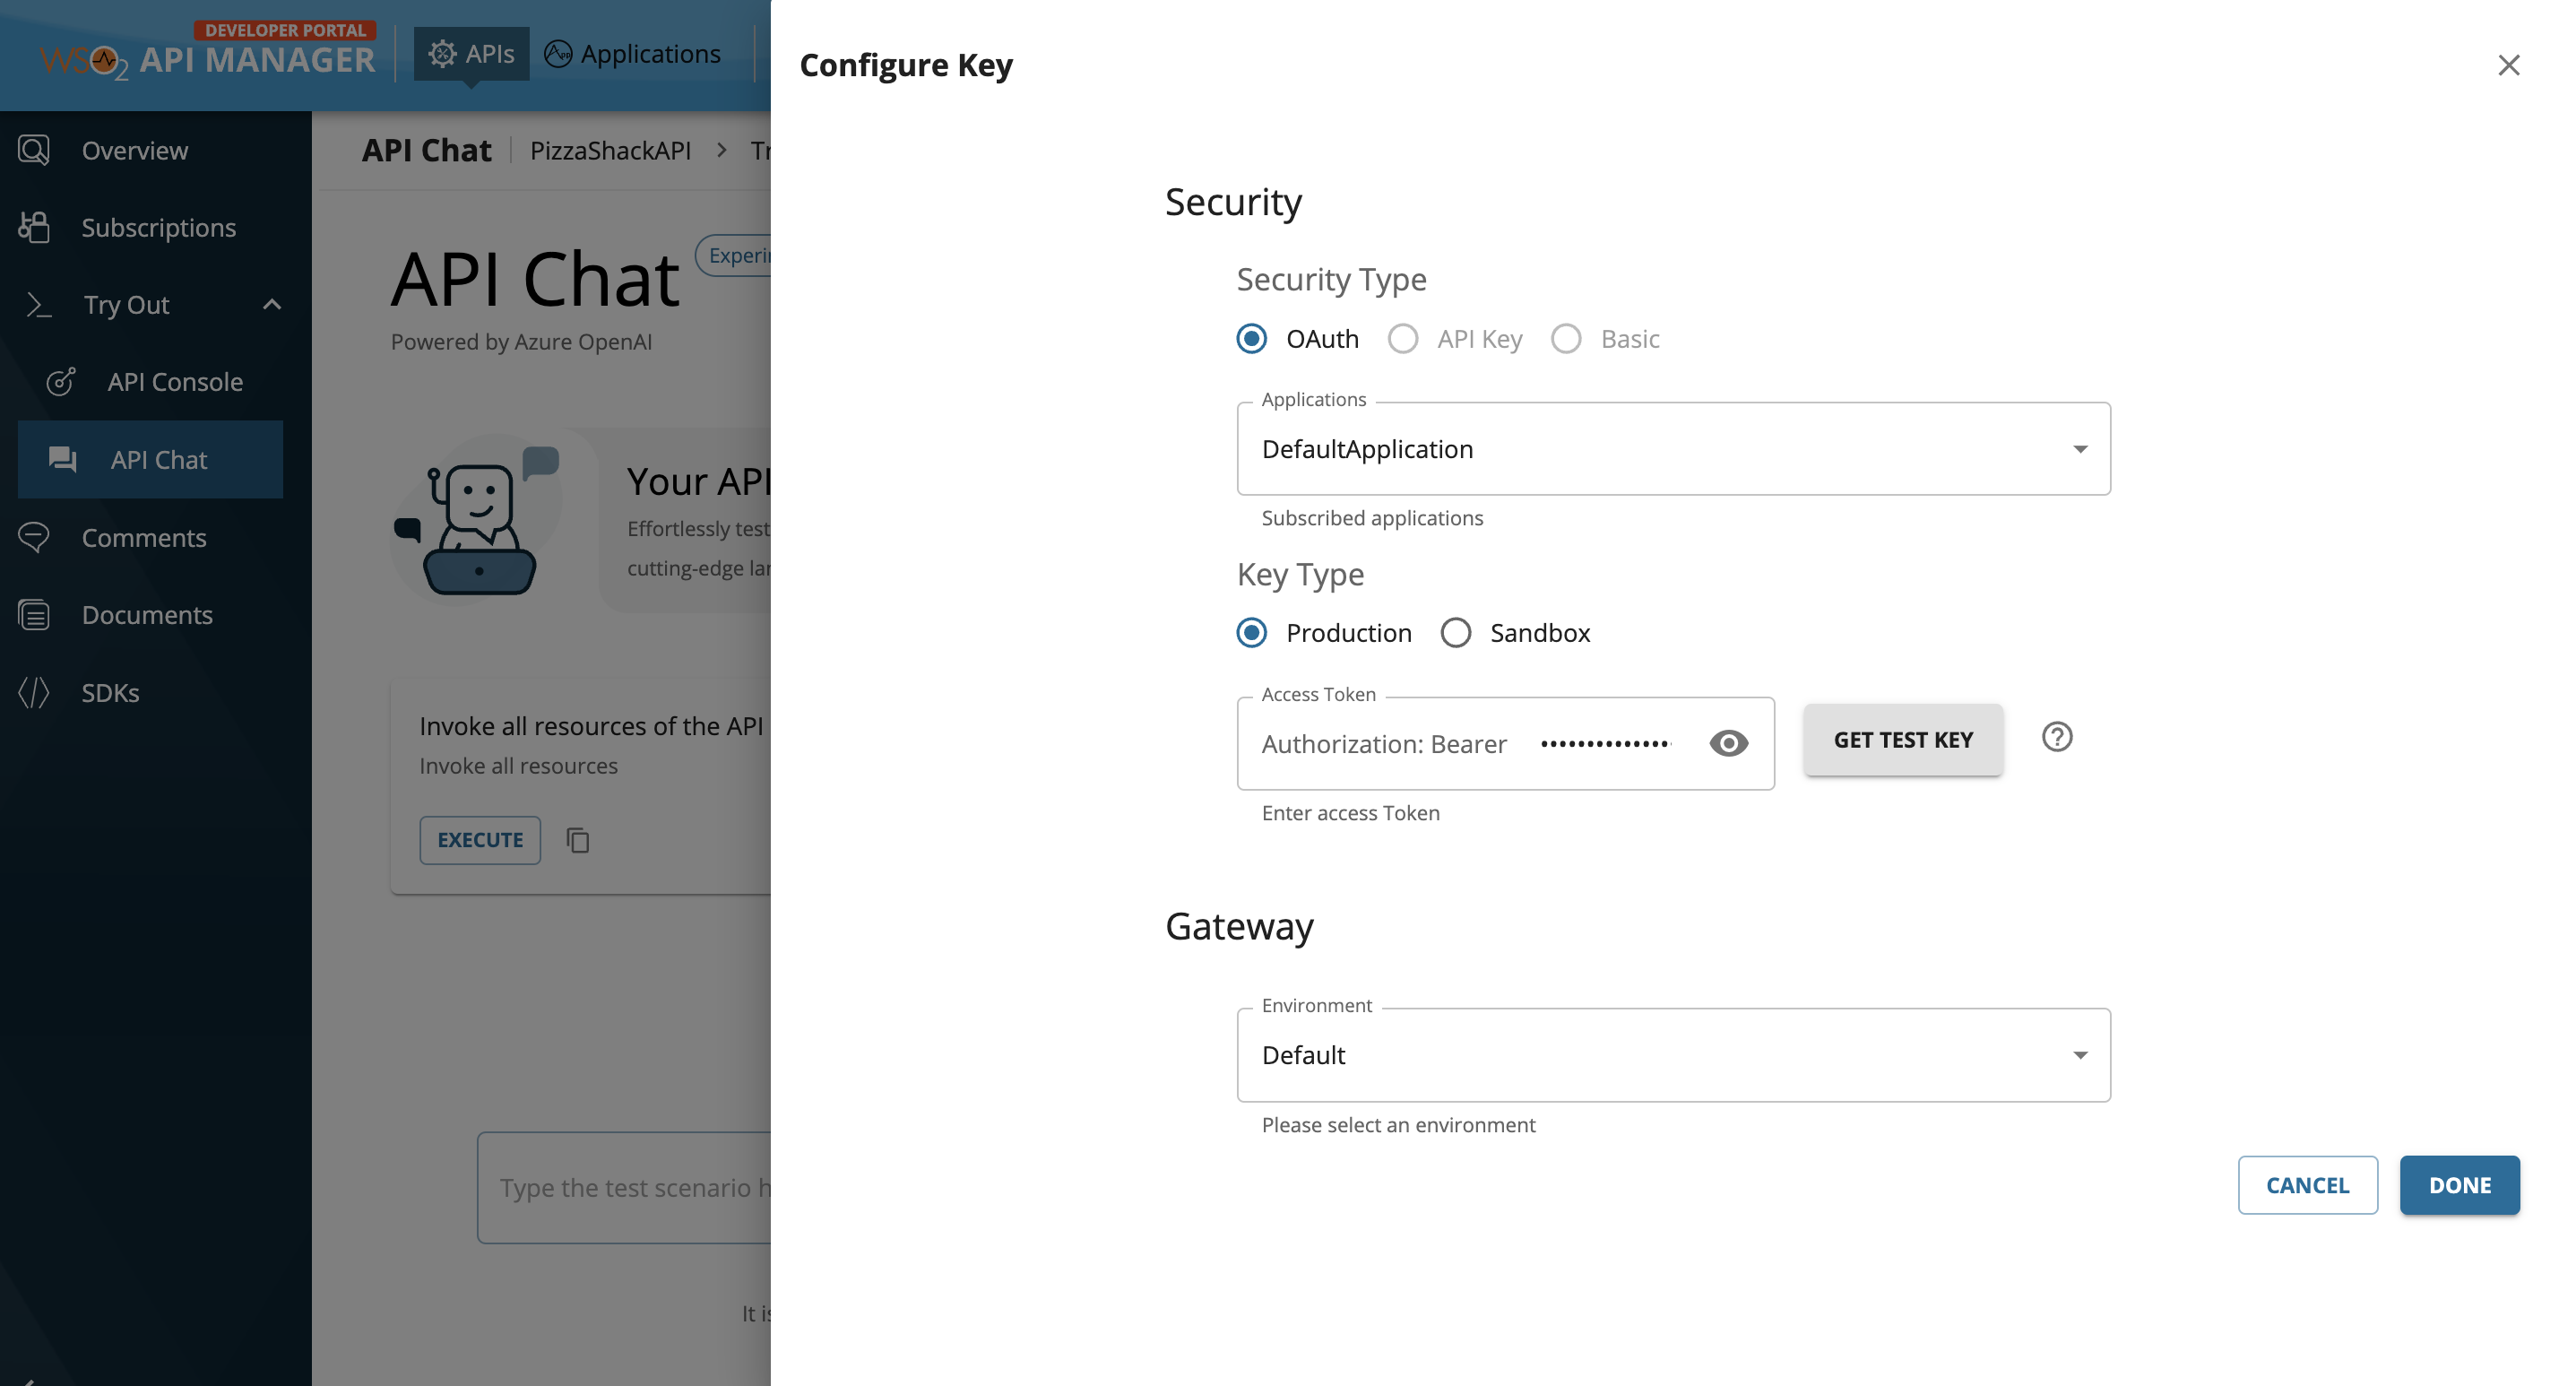 DEVELOPER PORTAL
WSO2 API MANAGER
APIs
Applications
Overview
Subscriptions
Try Out
API Console
API Chat
Comments
Documents
SDKs
API Chat
PizzaShackAPI
API Chat
Powered by Azure OpenAI
Your API
Effortlessly test
cutting-edge
Invoke all resources of the API
Invoke all resources
EXECUTE
Type the test scenario
It
Configure Key
Security
Security Type
OAuth API Key Basic
Applications
DefaultApplication
Subscribed applications
Key Type
Production Sandbox
Access Token
Authorization: Bearer ···············
GET TEST KEY
Enter access Token
Gateway
Environment
Default
Please select an environment
CANCEL
DONE